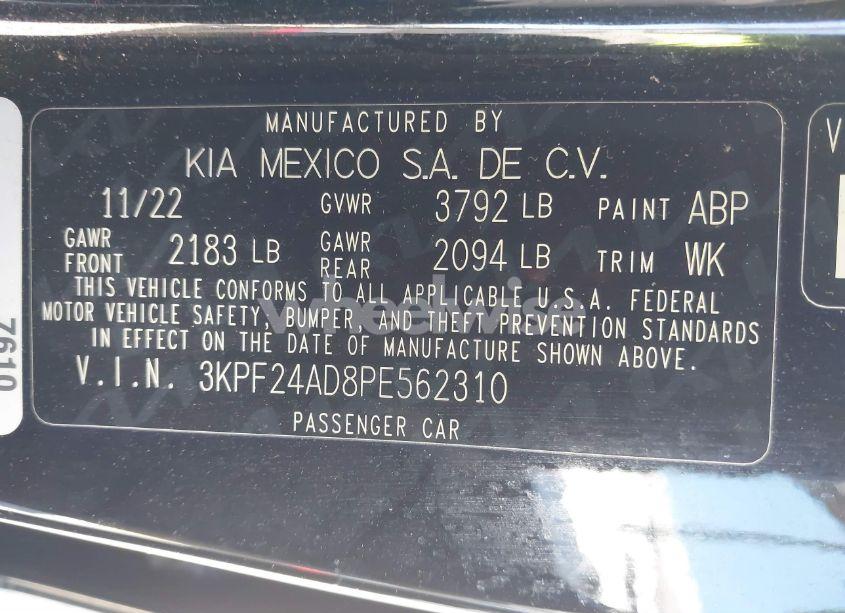 MANUFACTURED BY
KIA MEXICO S.A. DE C.V.
11/22 GVWR 3792 LB PAINT ABP
GAWR FRONT 2183 LB GAWR REAR 2094 LB TRIM WK
THIS VEHICLE CONFORMS TO ALL APPLICABLE U.S.A. FEDERAL
MOTOR VEHICLE SAFETY, BUMPER, AND THEFT PREVENTION STANDARDS
IN EFFECT ON THE DATE OF MANUFACTURE SHOWN ABOVE.
V.I.N. 3KPF24AD8PE562310
PASSENGER CAR
7610
V
wheelwise